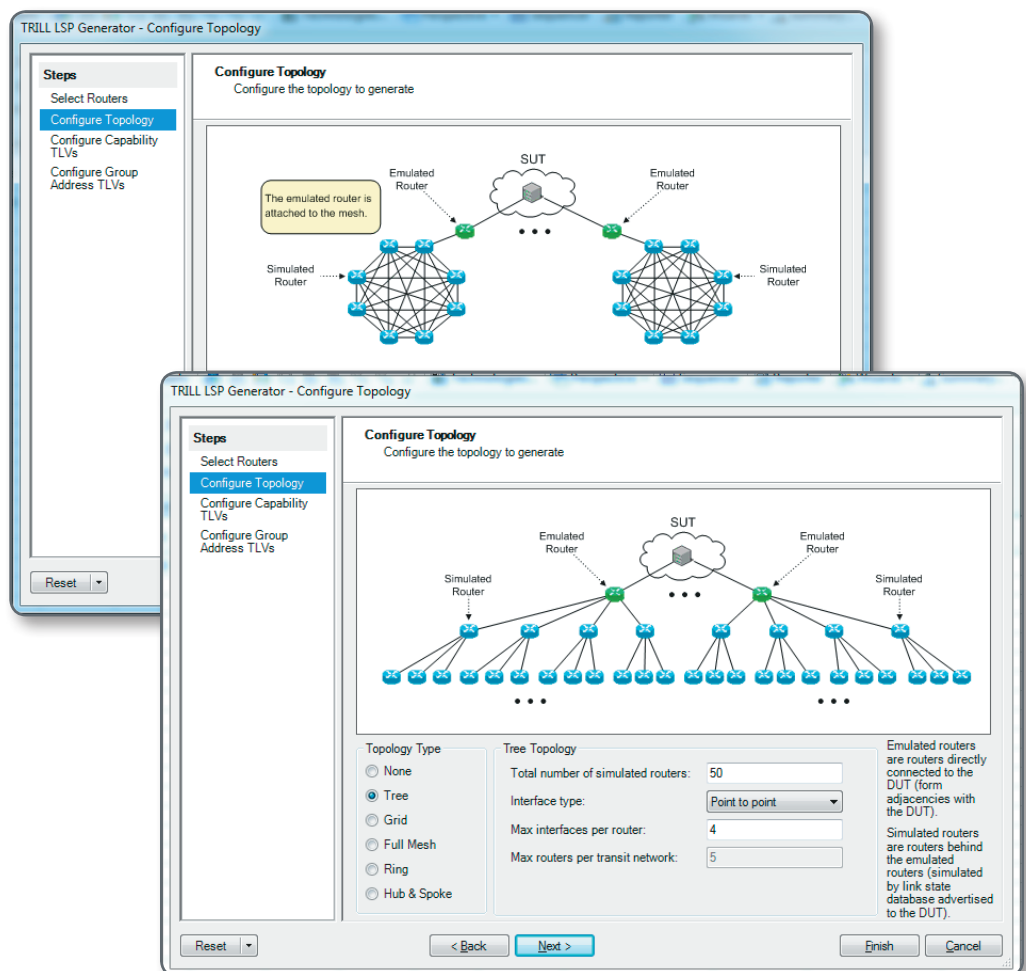 TRILL LSP Generator - Configure Topology
Steps
Select Routers
Configure Topology
Configure Capability
TLVs
Configure Group
Address TLVs
Configure Topology
Configure the topology to generate
SUT
Emulated
Router
Emulated
Router
The emulated router is
attached to the mesh.
Simulated
Router
Simulated
Router
Reset
TRILL LSP Generator - Configure Topology
Steps
Select Routers
Configure Topology
Configure Capability
TLVs
Configure Group
Address TLVs
Configure Topology
Configure the topology to generate
SUT
Emulated
Router
Emulated
Router
Simulated
Router
Simulated
Router
Topology Type
None
Tree
Grid
Full Mesh
Ring
Hub & Spoke
Tree Topology
Total number of simulated routers: 50
Interface type: Point to point
Max interfaces per router: 4
Max routers per transit network: 5
Emulated routers
are routers directly
connected to the
DUT (form
adjacencies with
the DUT).
Simulated routers
are routers behind
the emulated
routers (simulated
by link state
database advertised
to the DUT).
Reset
< Back
Next >
Finish
Cancel